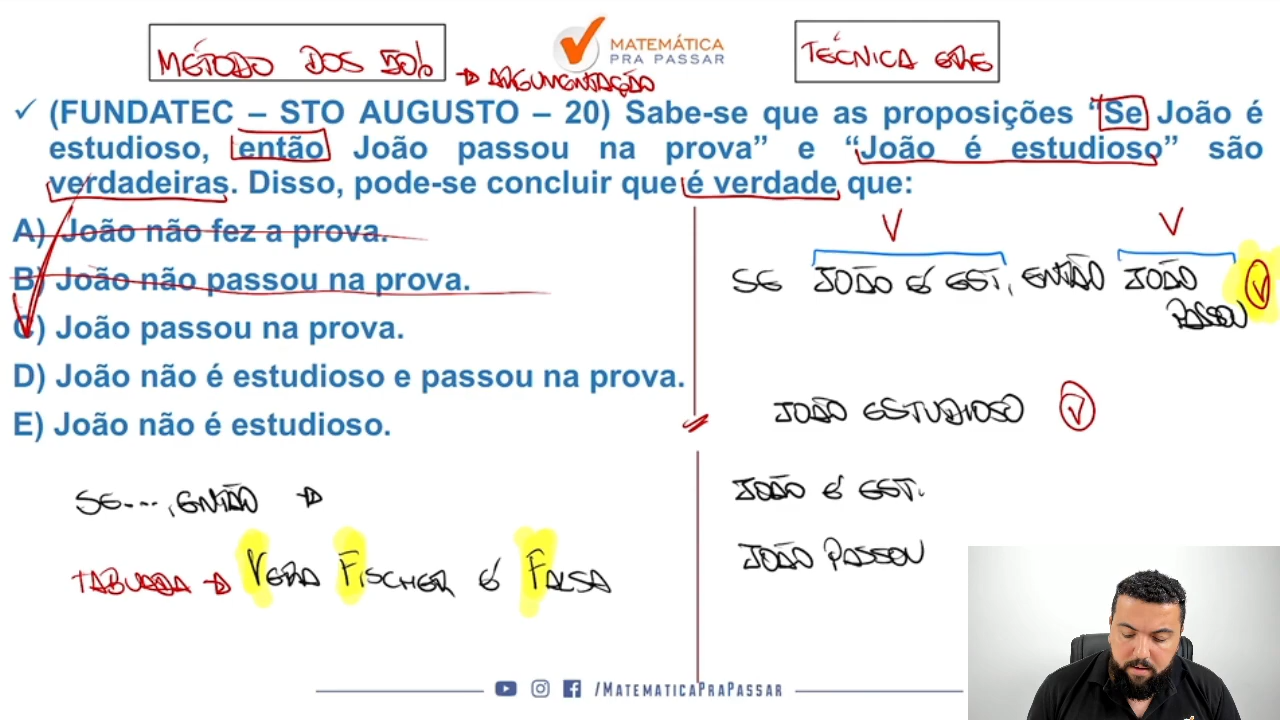 MÉTODO DOS 50% → ARGUMENTAÇÃO
MATEMÁTICA
PRA PASSAR
✓ (FUNDATEC – STO AUGUSTO – 20) Sabe-se que as proposições “Se João é
estudioso, então João passou na prova” e “João é estudioso” são
verdadeiras. Disso, pode-se concluir que é verdade que:
A) João não fez a prova.
B) João não passou na prova.
C) João passou na prova.
D) João não é estudioso e passou na prova.
E) João não é estudioso.
SE..., ENTÃO →
TABUADA → VERA FISCHER É FALSA
TÉCNICA
V V
SE JOÃO É EST., ENTÃO JOÃO
PASSOU V
JOÃO ESTUDIOSO V
JOÃO É EST.
JOÃO PASSOU
/MATEMATICAPRAPASSAR